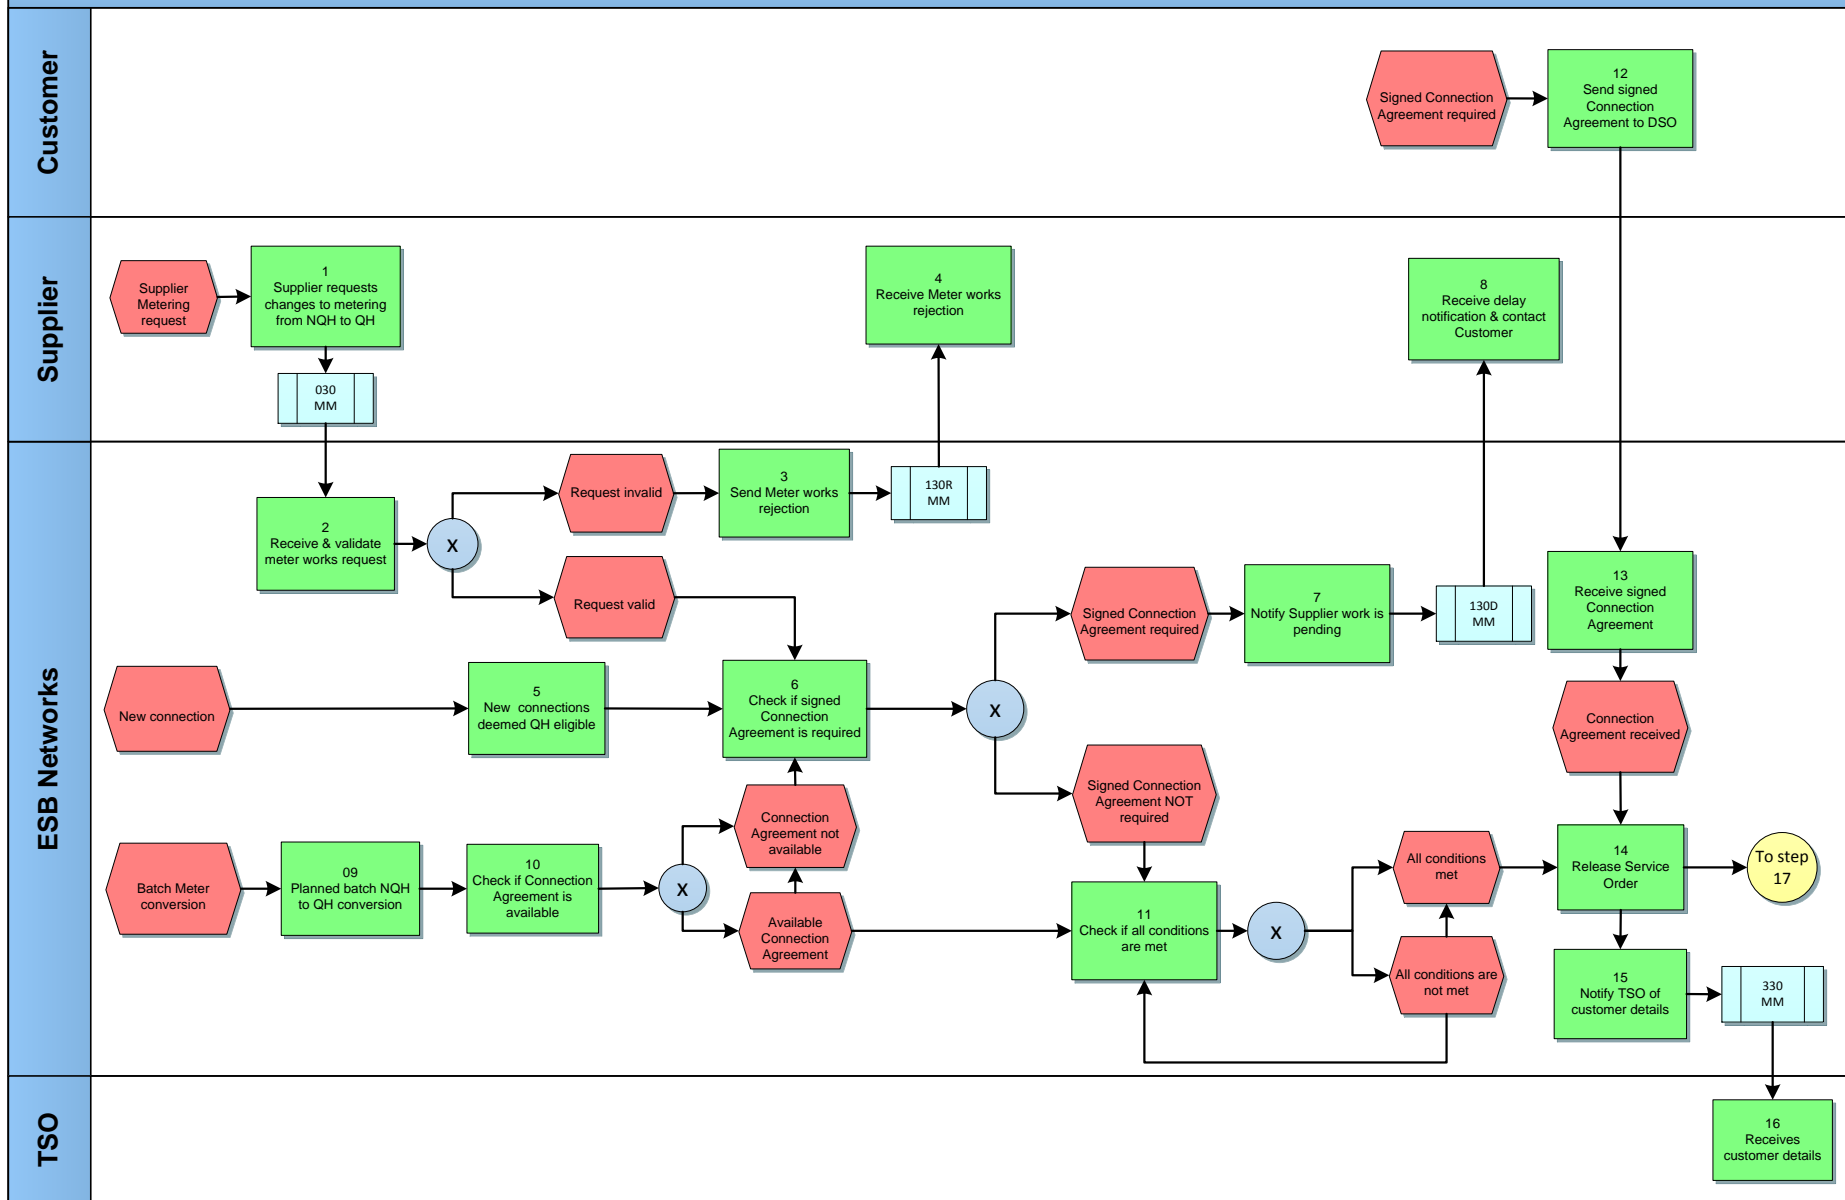 Customer
Signed Connection
Agreement required
12
Send signed
Connection
Agreement to DSO
Supplier
Supplier
Metering
request
1
Supplier requests
changes to metering
from NQH to QH
030
MM
4
Receive Meter works
rejection
8
Receive delay
notification & contact
Customer
ESB Networks
2
Receive & validate
meter works request
X
Request invalid
3
Send Meter works
rejection
130R
MM
Request valid
New connection
5
New connections
deemed QH eligible
6
Check if signed
Connection
Agreement is required
X
Signed Connection
Agreement required
7
Notify Supplier work is
pending
130D
MM
13
Receive signed
Connection
Agreement
Connection
Agreement received
Signed Connection
Agreement NOT
required
Batch Meter
conversion
09
Planned batch NQH
to QH conversion
10
Check if Connection
Agreement is
available
X
Connection
Agreement not
available
Available
Connection
Agreement
11
Check if all conditions
are met
X
All conditions
met
All conditions are
not met
14
Release Service
Order
To step
17
15
Notify TSO of
customer details
330
MM
TSO
16
Receives
customer details